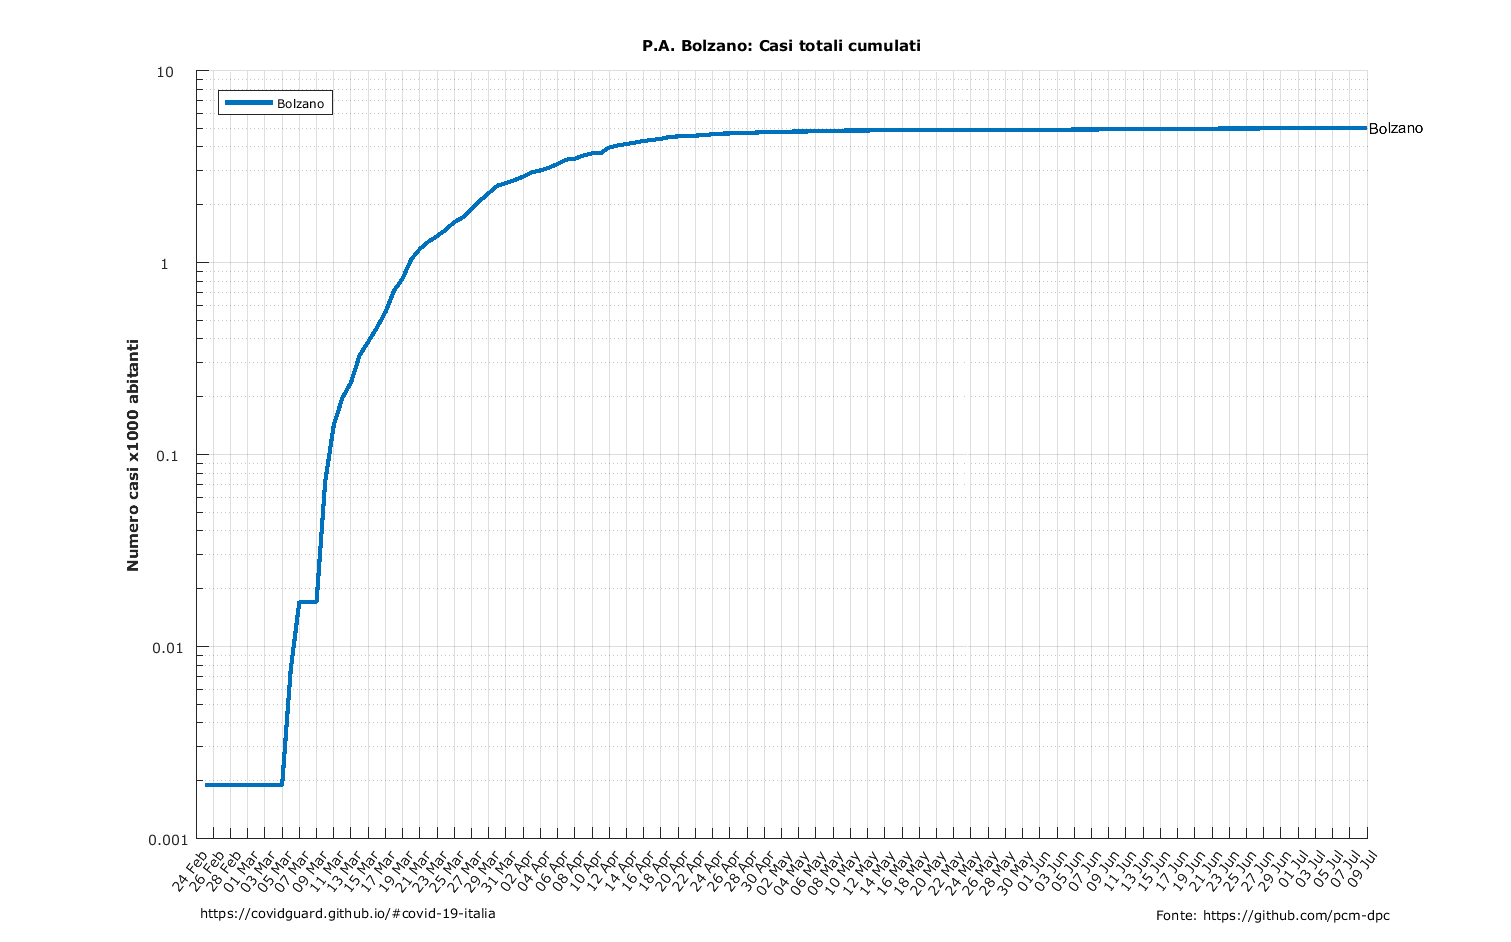 P.A. Bolzano: Casi totali cumulati
10
1
0.1
0.01
0.001
Numero casi x1000 abitanti
Bolzano
Bolzano
24 Feb
26 Feb
28 Feb
01 Mar
03 Mar
05 Mar
07 Mar
09 Mar
11 Mar
13 Mar
15 Mar
17 Mar
19 Mar
21 Mar
23 Mar
25 Mar
27 Mar
29 Mar
31 Mar
02 Apr
04 Apr
06 Apr
08 Apr
10 Apr
12 Apr
14 Apr
16 Apr
18 Apr
20 Apr
22 Apr
24 Apr
26 Apr
28 Apr
30 Apr
02 May
04 May
06 May
08 May
10 May
12 May
14 May
16 May
18 May
20 May
22 May
24 May
26 May
28 May
30 May
01 Jun
03 Jun
05 Jun
07 Jun
09 Jun
11 Jun
13 Jun
15 Jun
17 Jun
19 Jun
21 Jun
23 Jun
25 Jun
27 Jun
29 Jun
01 Jul
03 Jul
05 Jul
07 Jul
09 Jul
https://covidguard.github.io/#covid-19-italia
Fonte: https://github.com/pcm-dpc